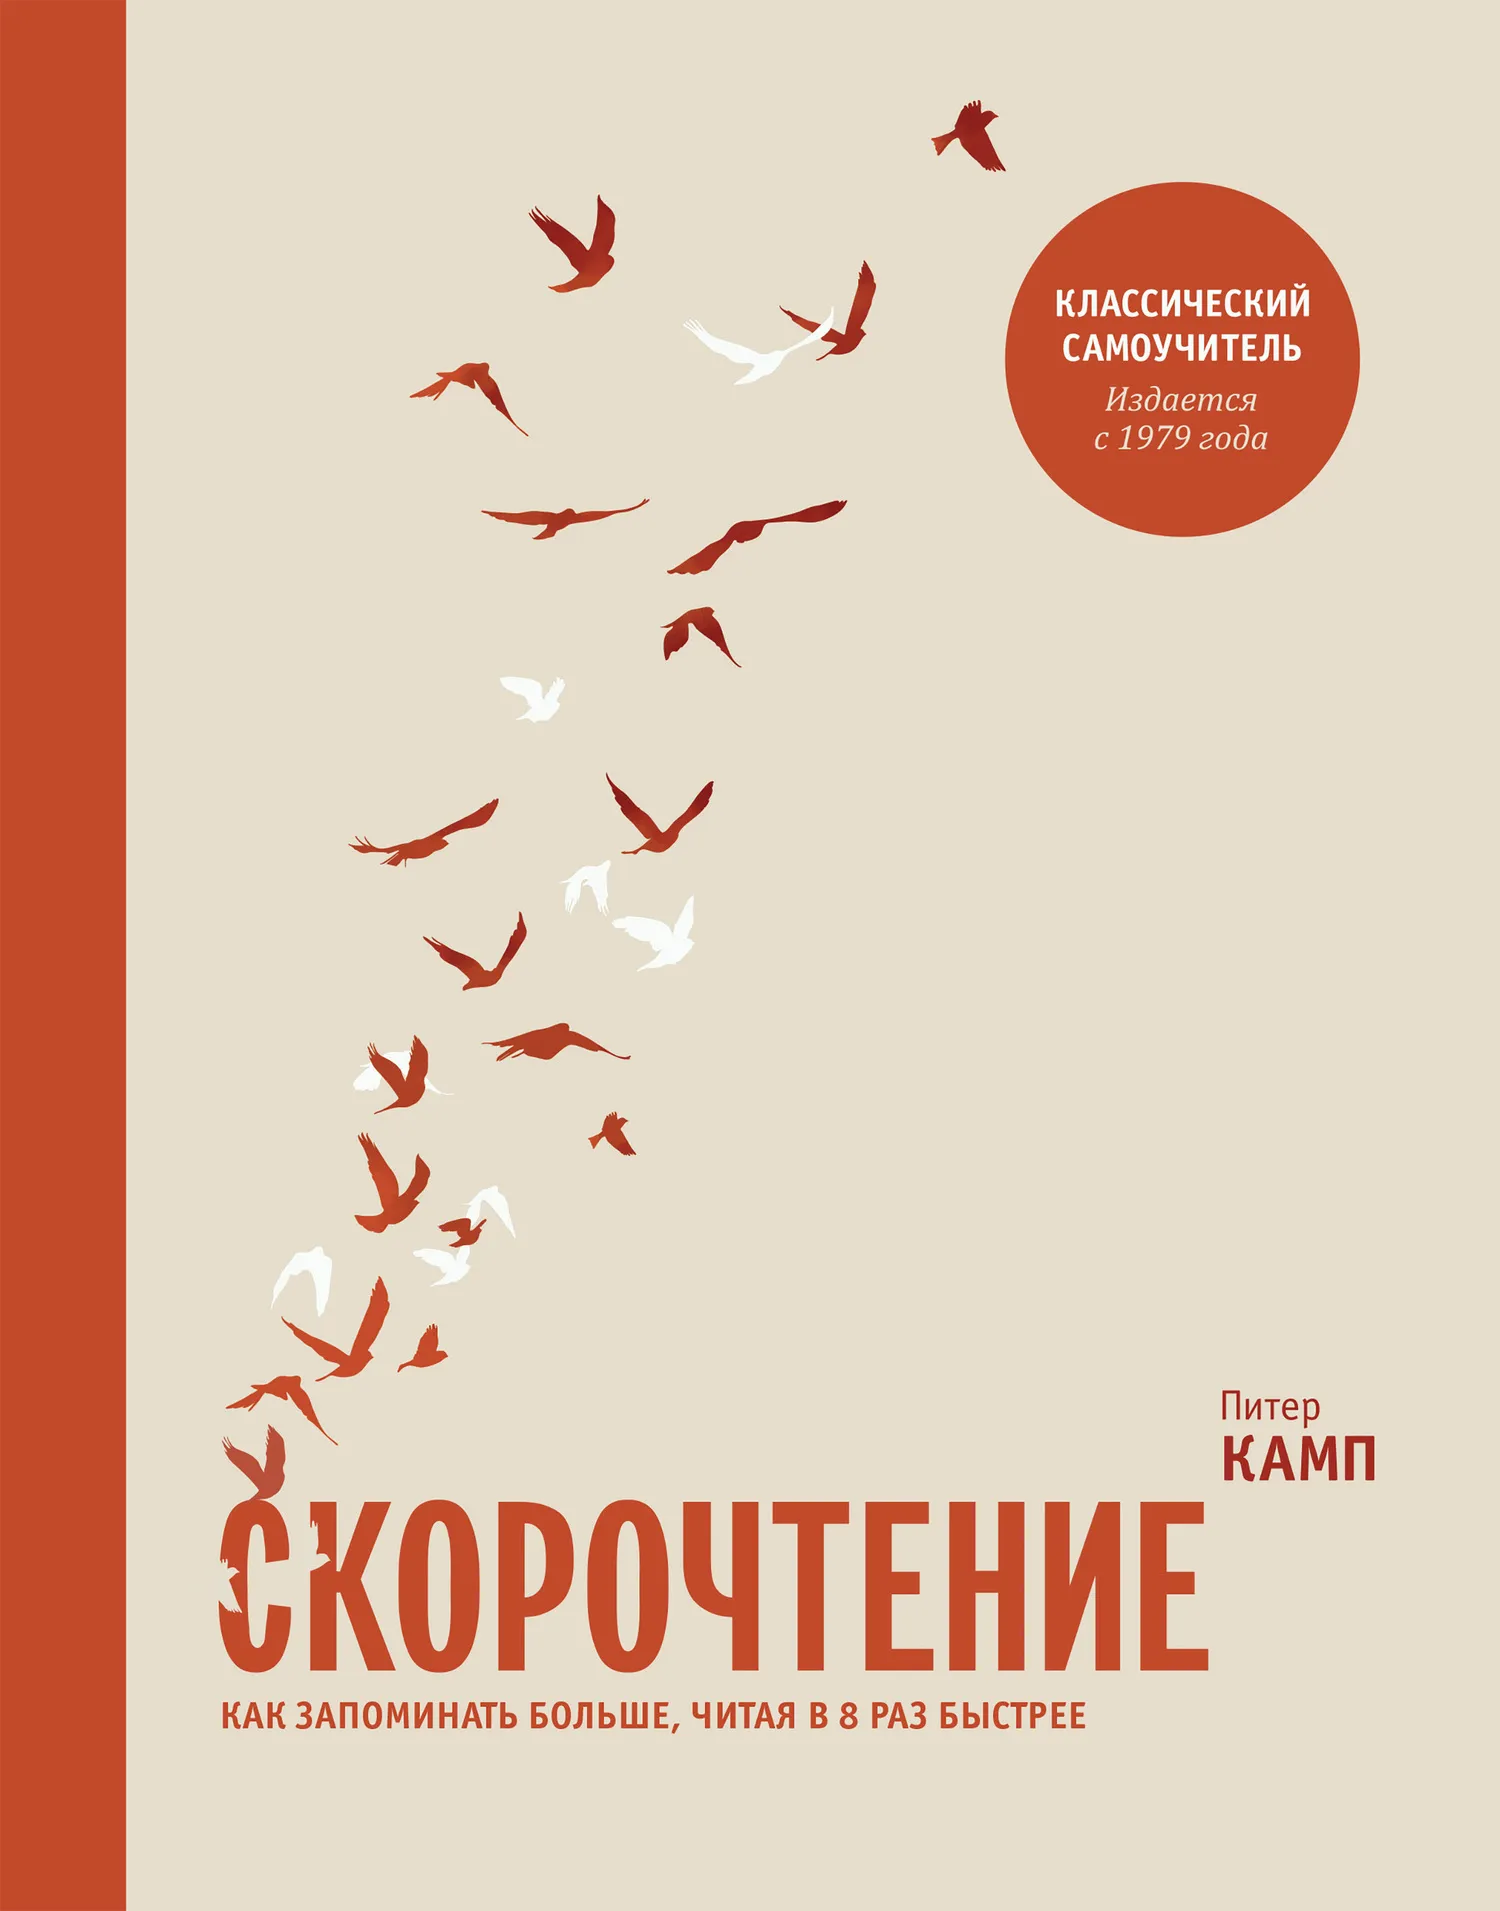 КЛАССИЧЕСКИЙ
САМОУЧИТЕЛЬ
Издается
с 1979 года
Питер
КАМП
СКОРОЧТЕНИЕ
КАК ЗАПОМИНАТЬ БОЛЬШЕ, ЧИТАЯ В 8 РАЗ БЫСТРЕЕ